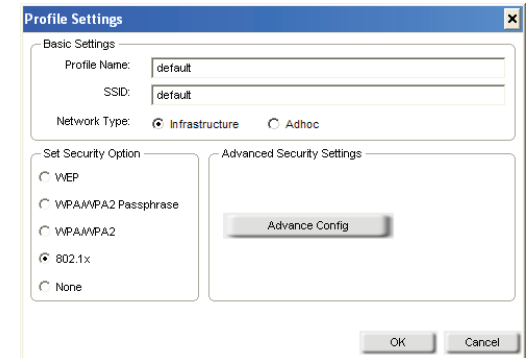 Profile Settings
Basic Settings
Profile Name: default
SSID: default
Network Type: Infrastructure Adhoc
Set Security Option
WEP
WPA/WPA2 Passphrase
WPA/WPA2
802.1x
None
Advanced Security Settings
Advance Config
OK Cancel